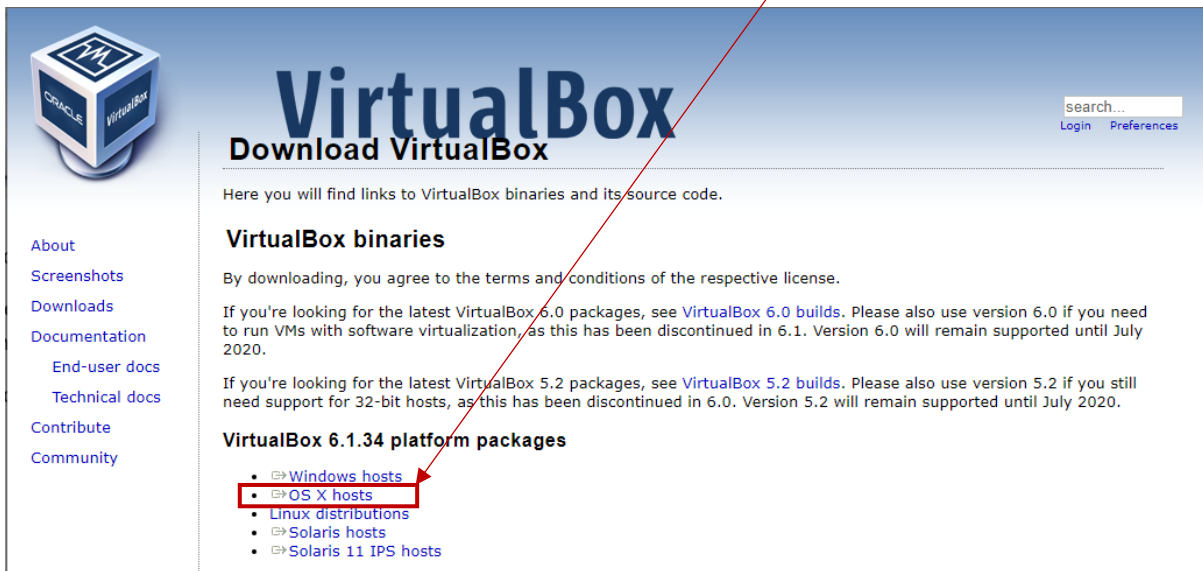 ORACLE
VirtualBox
VirtualBox
search...
Login Preferences
Download VirtualBox
Here you will find links to VirtualBox binaries and its source code.
About
Screenshots
Downloads
Documentation
End-user docs
Technical docs
Contribute
Community
VirtualBox binaries
By downloading, you agree to the terms and conditions of the respective license.
If you're looking for the latest VirtualBox 6.0 packages, see VirtualBox 6.0 builds. Please also use version 6.0 if you need
to run VMs with software virtualization, as this has been discontinued in 6.1. Version 6.0 will remain supported until July
2020.
If you're looking for the latest VirtualBox 5.2 packages, see VirtualBox 5.2 builds. Please also use version 5.2 if you still
need support for 32-bit hosts, as this has been discontinued in 6.0. Version 5.2 will remain supported until July 2020.
VirtualBox 6.1.34 platform packages
Windows hosts
OS X hosts
Linux distributions
Solaris hosts
Solaris 11 IPS hosts